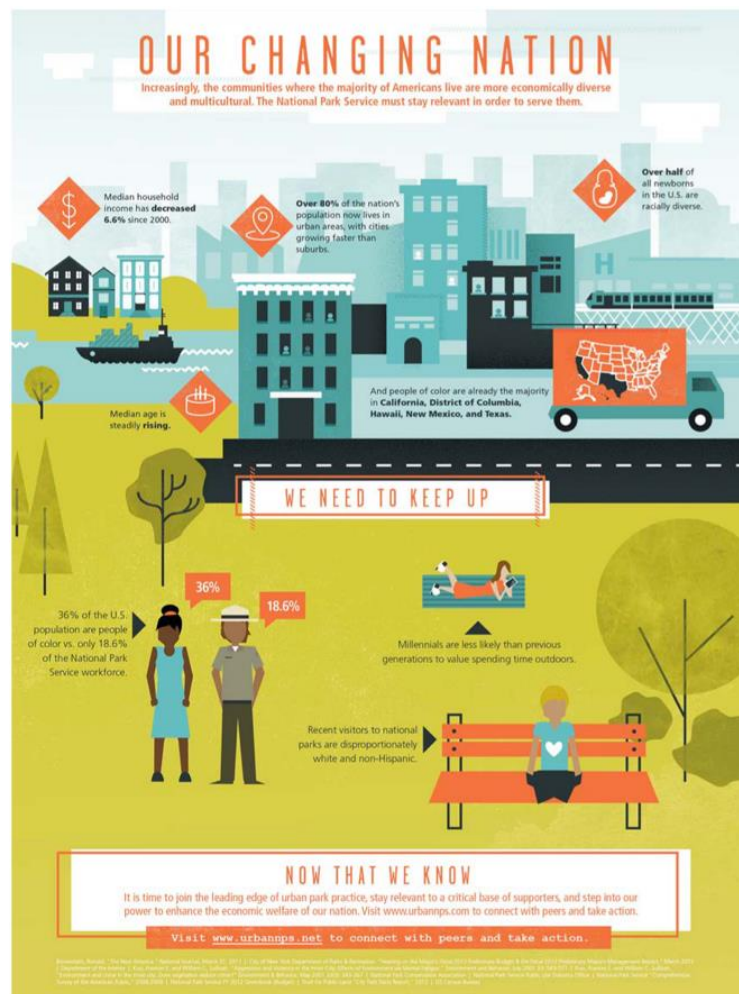 OUR CHANGING NATION
Increasingly, the communities where the majority of Americans live are more economically diverse
and multicultural. The National Park Service must stay relevant in order to serve them.
Median household
income has decreased
6.6% since 2000.
Over 80% of the nation's
population now lives in
urban areas, with cities
growing faster than
suburbs.
Over half of
all newborns
in the U.S. are
racially diverse.
H
Median age is
steadily rising.
And people of color are already the majority
in California, District of Columbia,
Hawaii, New Mexico, and Texas.
WE NEED TO KEEP UP
36%
18.6%
36% of the U.S.
population are people
of color vs. only 18.6%
of the National Park
Service workforce.
Millennials are less likely than previous
generations to value spending time outdoors.
Recent visitors to national
parks are disproportionately
white and non-Hispanic.
NOW THAT WE KNOW
It is time to join the leading edge of urban park practice, stay relevant to a critical base of supporters, and step into our
power to enhance the economic welfare of our nation. Visit www.urbannps.com to connect with peers and take action.
Visit www.urbannps.net to connect with peers and take action.